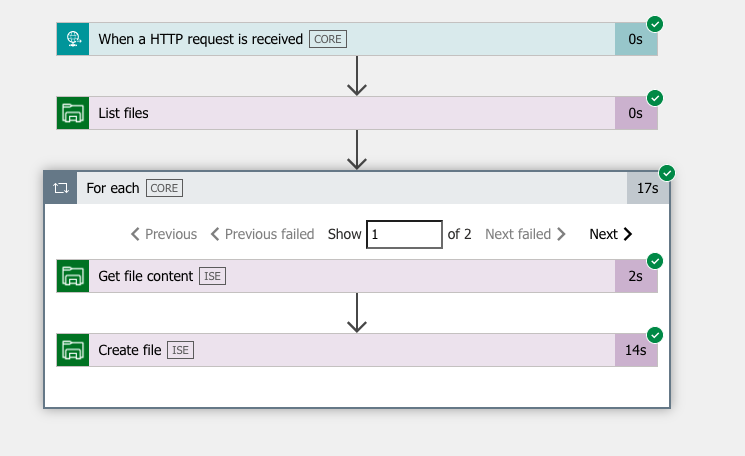 When a HTTP request is received CORE 0s
List files 0s
For each CORE 17s
Previous Previous failed Show 1 of 2 Next failed Next
Get file content ISE 2s
Create file ISE 14s